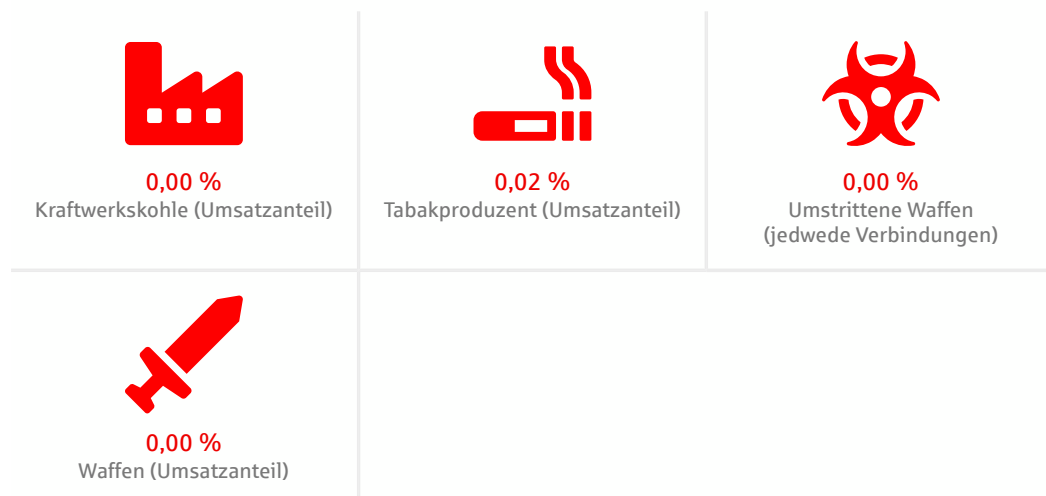 0,00 %
Kraftwerkskohle (Umsatzanteil)
0,02 %
Tabakproduzent (Umsatzanteil)
0,00 %
Umstrittene Waffen
(jedwede Verbindungen)
0,00 %
Waffen (Umsatzanteil)